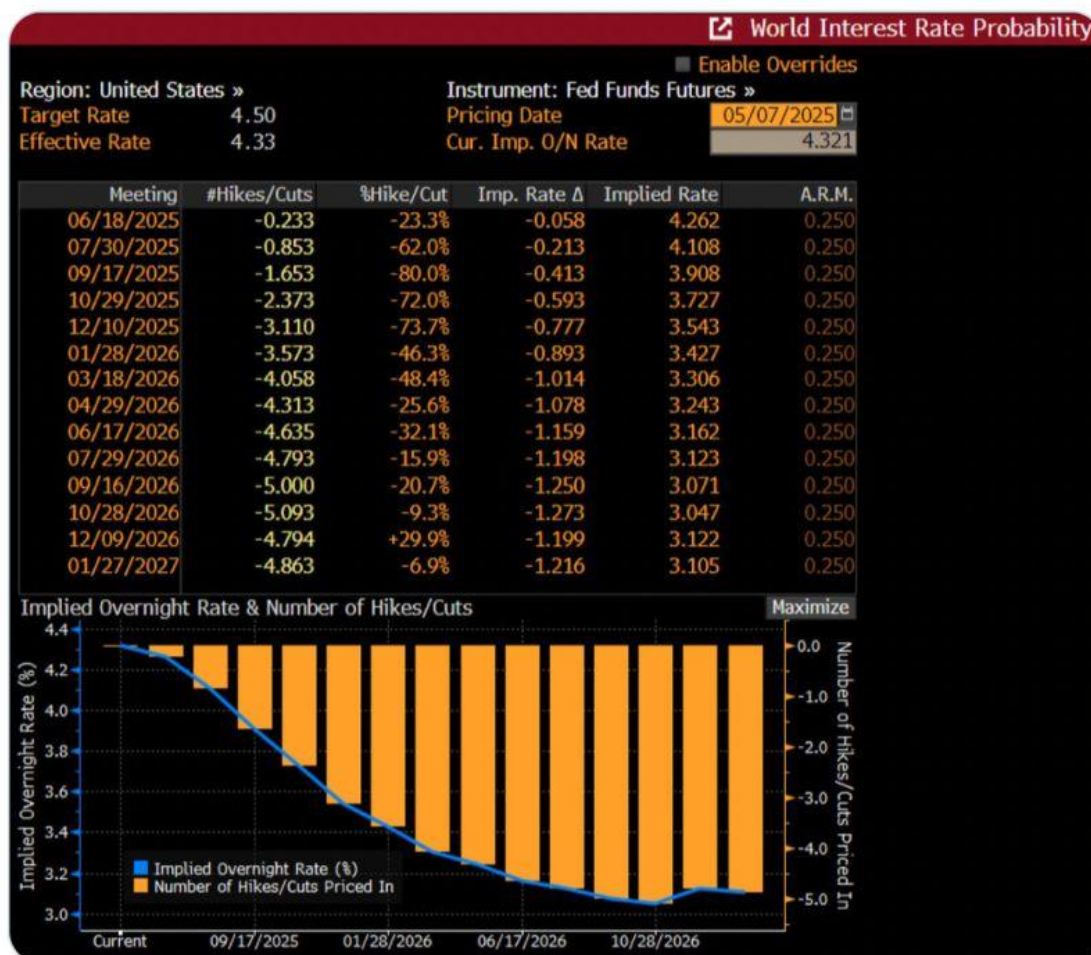 World Interest Rate Probability
Enable Overrides
Region: United States » Instrument: Fed Funds Futures »
Target Rate 4.50 Pricing Date 05/07/2025
Effective Rate 4.33 Cur. Imp. O/N Rate 4.321
Meeting #Hikes/Cuts %Hike/Cut Imp. Rate Δ Implied Rate A.R.M.
06/18/2025 -0.233 -23.3% -0.058 4.262 0.250
07/30/2025 -0.853 -62.0% -0.213 4.108 0.250
09/17/2025 -1.653 -80.0% -0.413 3.908 0.250
10/29/2025 -2.373 -72.0% -0.593 3.727 0.250
12/10/2025 -3.110 -73.7% -0.777 3.543 0.250
01/28/2026 -3.573 -46.3% -0.893 3.427 0.250
03/18/2026 -4.058 -48.4% -1.014 3.306 0.250
04/29/2026 -4.313 -25.6% -1.078 3.243 0.250
06/17/2026 -4.635 -32.1% -1.159 3.162 0.250
07/29/2026 -4.793 -15.9% -1.198 3.123 0.250
09/16/2026 -5.000 -20.7% -1.250 3.071 0.250
10/28/2026 -5.093 -9.3% -1.273 3.047 0.250
12/09/2026 -4.794 +29.9% -1.199 3.122 0.250
01/27/2027 -4.863 -6.9% -1.216 3.105 0.250
Implied Overnight Rate & Number of Hikes/Cuts Maximize
Implied Overnight Rate (%)
4.4
4.2
4.0
3.8
3.6
3.4
3.2
3.0
Implied Overnight Rate (%)
Number of Hikes/Cuts Priced In
0.0
-1.0
-2.0
-3.0
-4.0
-5.0
Number of Hikes/Cuts Priced In
Current 09/17/2025 01/28/2026 06/17/2026 10/28/2026